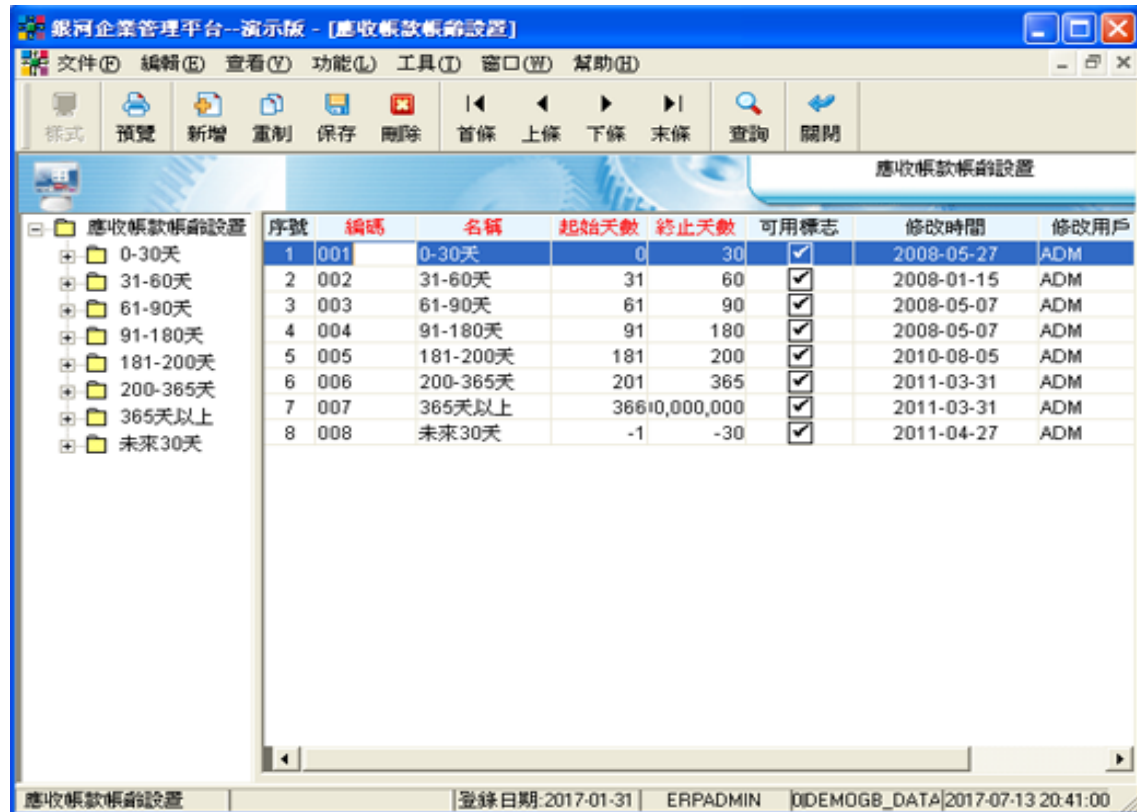 銀河企業管理平台--演示版 - [應收帳款帳齡設置]
文件(F) 編輯(E) 查看(V) 功能(L) 工具(I) 窗口(W) 幫助(H)
樣式 預覽 新增 重制 保存 刪除 首條 上條 下條 末條 查詢 關閉
應收帳款帳齡設置
應收帳款帳齡設置
0-30天
31-60天
61-90天
91-180天
181-200天
200-365天
365天以上
未來30天
序號 編碼 名稱 起始天數 終止天數 可用標志 修改時間 修改用戶
1 001 0-30天 0 30 2008-05-27 ADM
2 002 31-60天 31 60 2008-01-15 ADM
3 003 61-90天 61 90 2008-05-07 ADM
4 004 91-180天 91 180 2008-05-07 ADM
5 005 181-200天 181 200 2010-08-05 ADM
6 006 200-365天 201 365 2011-03-31 ADM
7 007 365天以上 366 0,000,000 2011-03-31 ADM
8 008 未來30天 -1 -30 2011-04-27 ADM
應收帳款帳齡設置 登錄日期:2017-01-31 ERPADMIN DEMOGB_DATA 2017-07-13 20:41:00